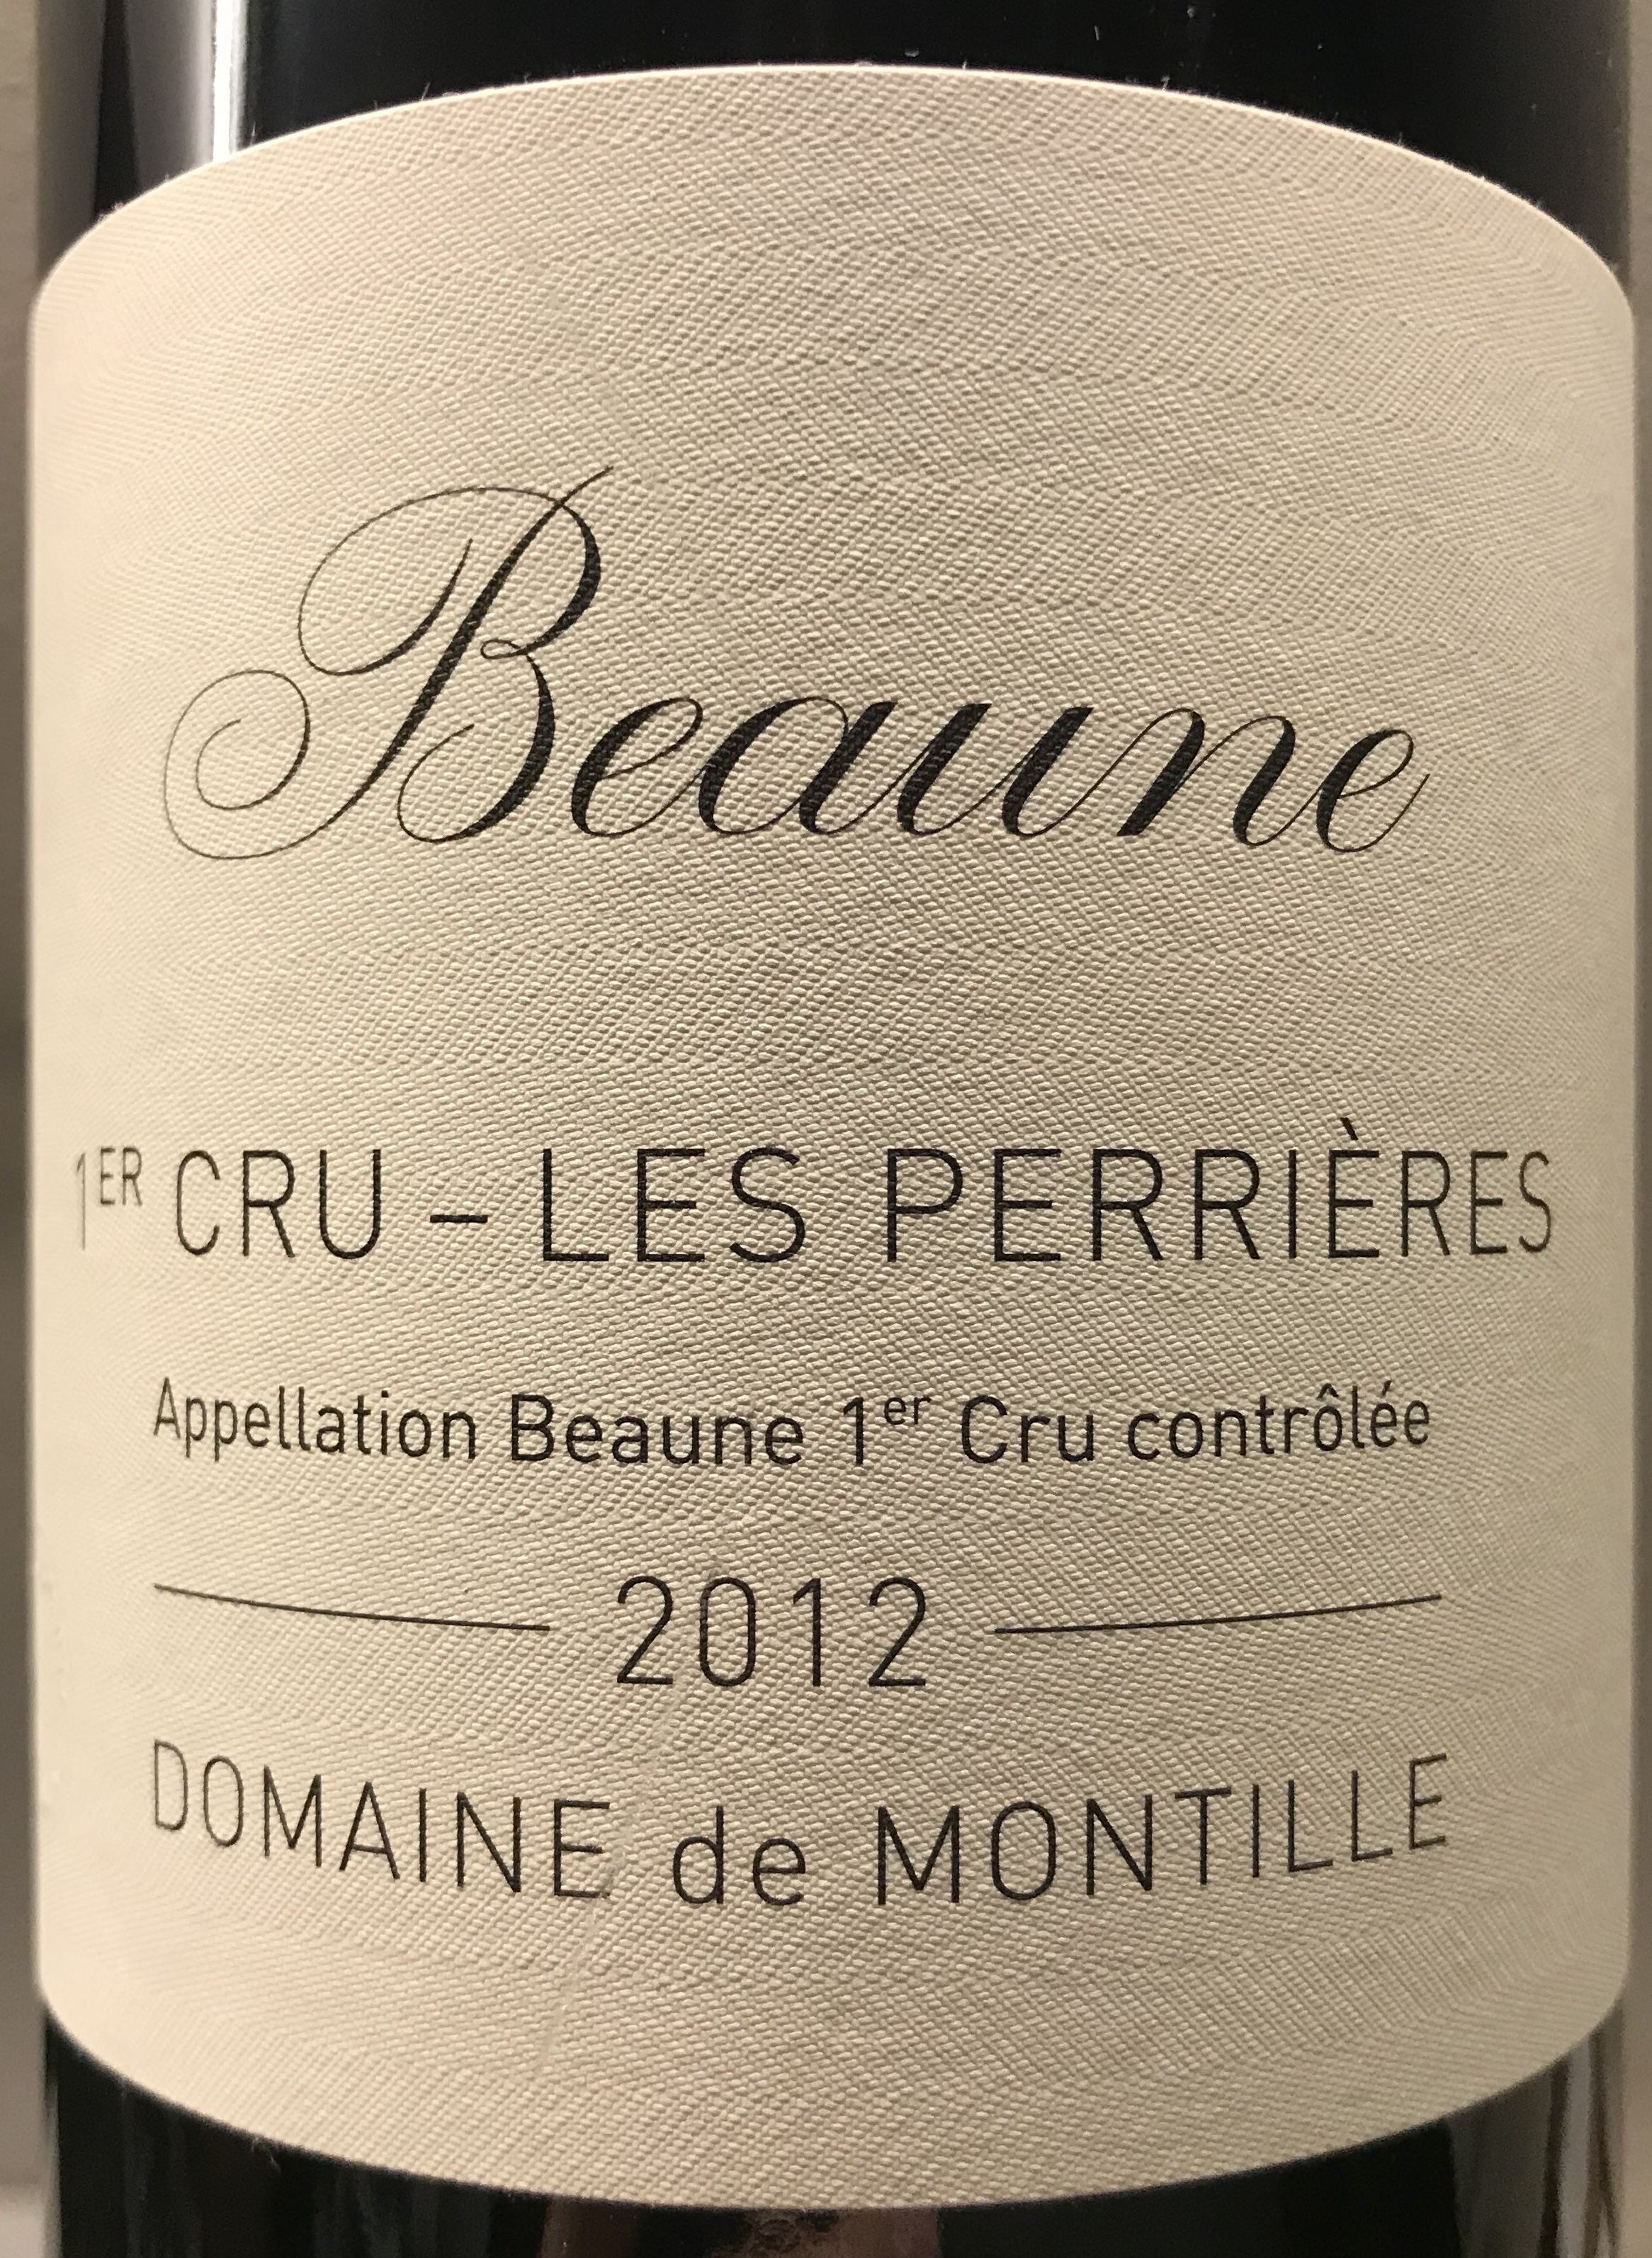 Beaune
1ER CRU – LES PERRIÈRES
Appellation Beaune 1er Cru contrôlée
2012
DOMAINE de MONTILLE